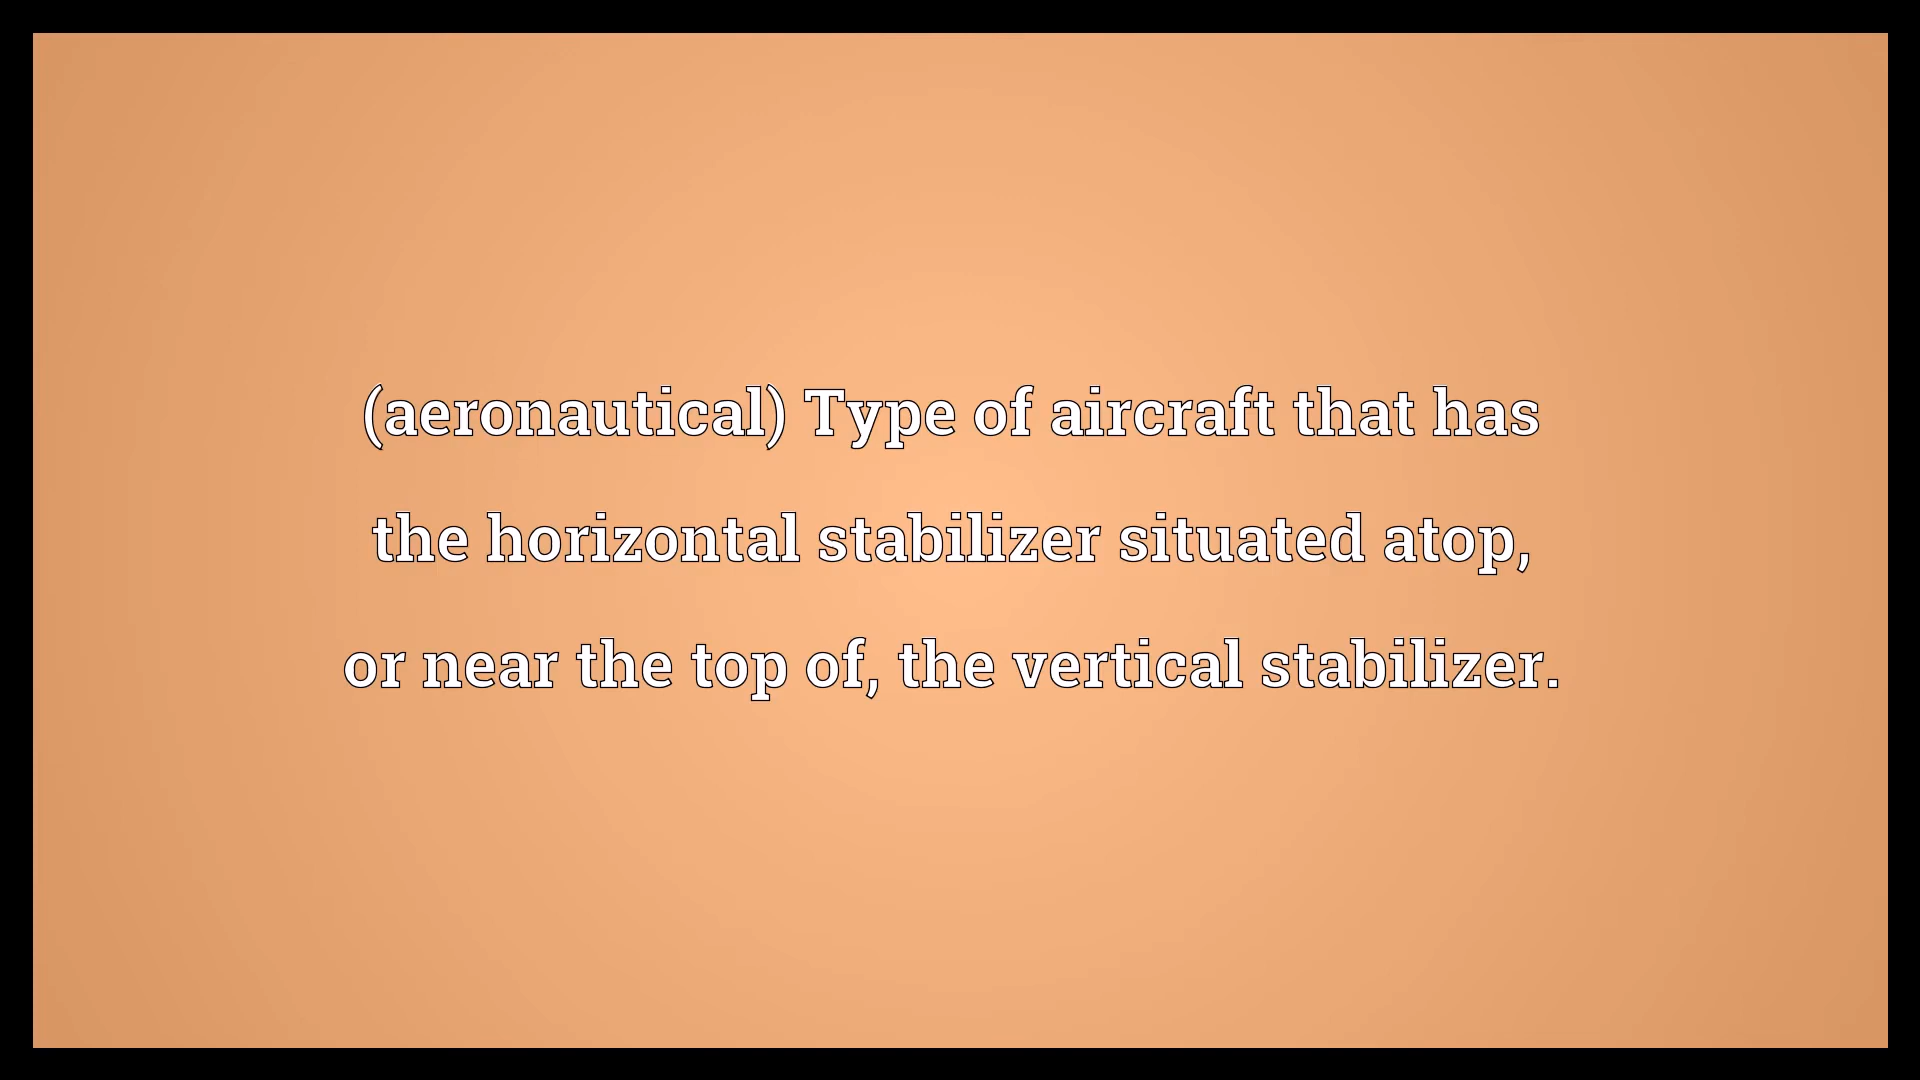 (aeronautical) Type of aircraft that has
the horizontal stabilizer situated atop,
or near the top of, the vertical stabilizer.